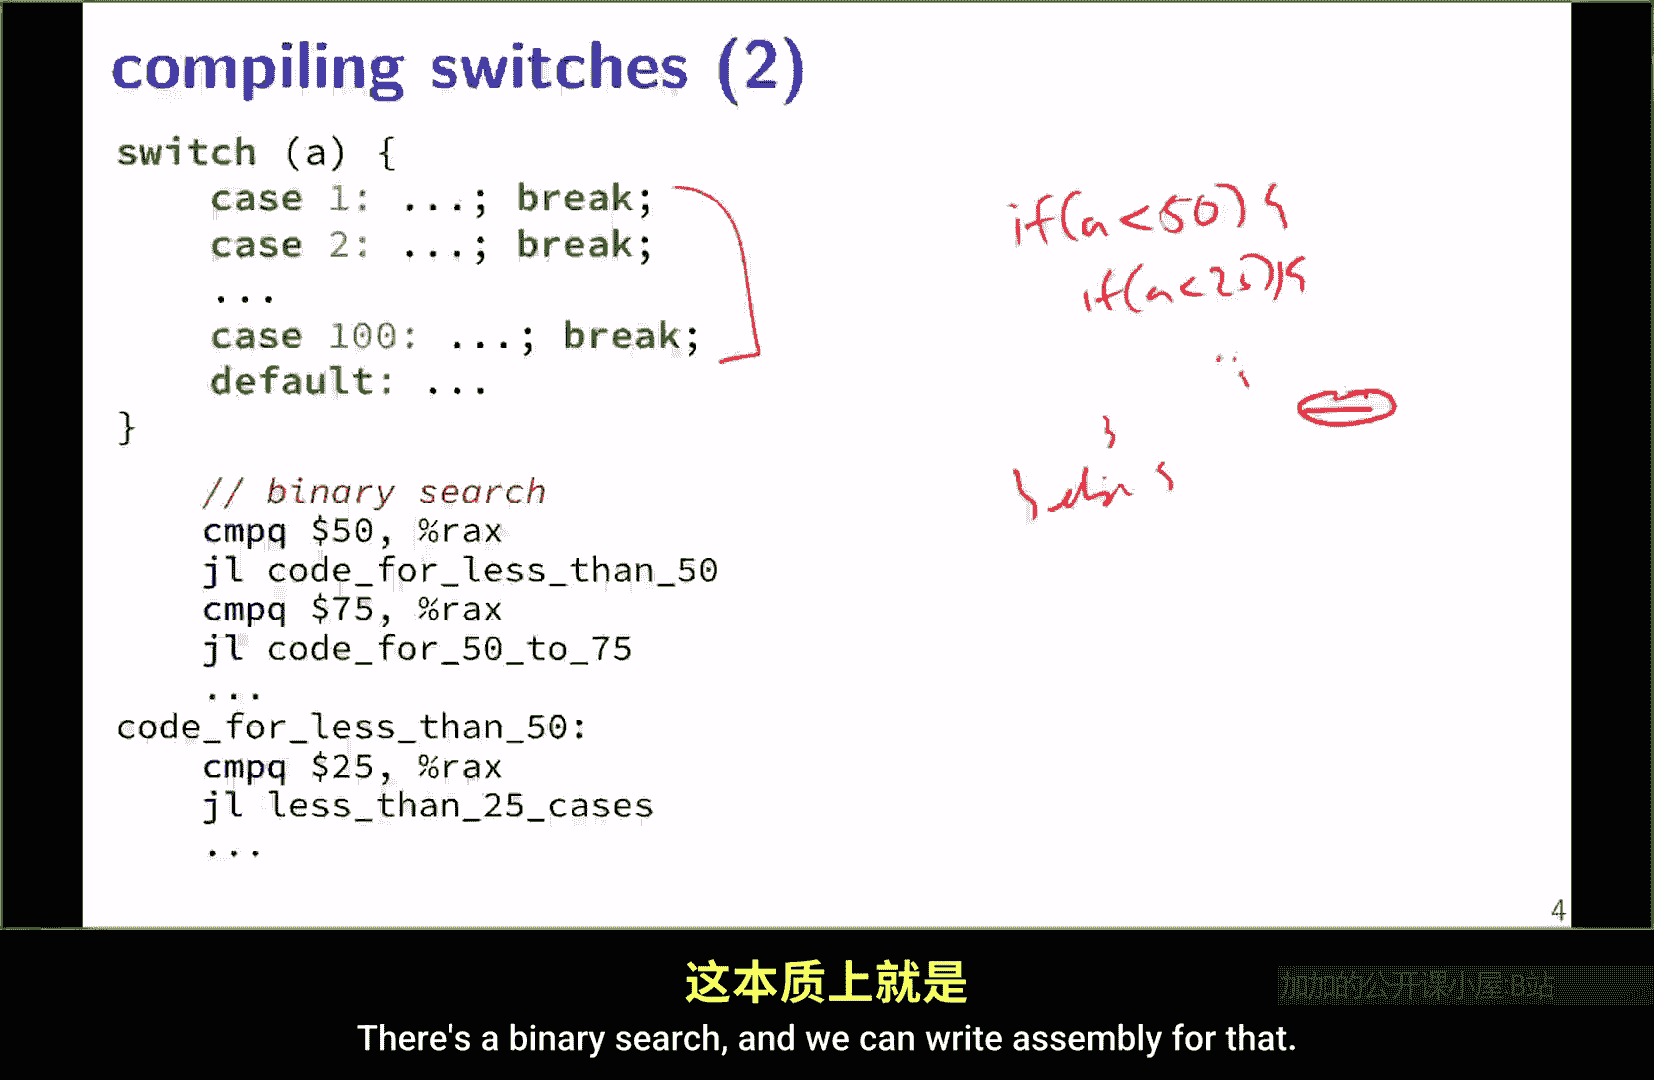 compiling switches (2)
switch (a) {
case 1: ...; break;
case 2: ...; break;
...
case 100: ...; break;
default: ...
}
// binary search
cmpq $50, %rax
jl code_for_less_than_50
cmpq $75, %rax
jl code_for_50_to_75
...
code_for_less_than_50:
cmpq $25, %rax
jl less_than_25_cases
...
if(a<50){
if(a<25){
}
}
{
4
这本质上就是
加加的公开课小屋:B站
There's a binary search, and we can write assembly for that.